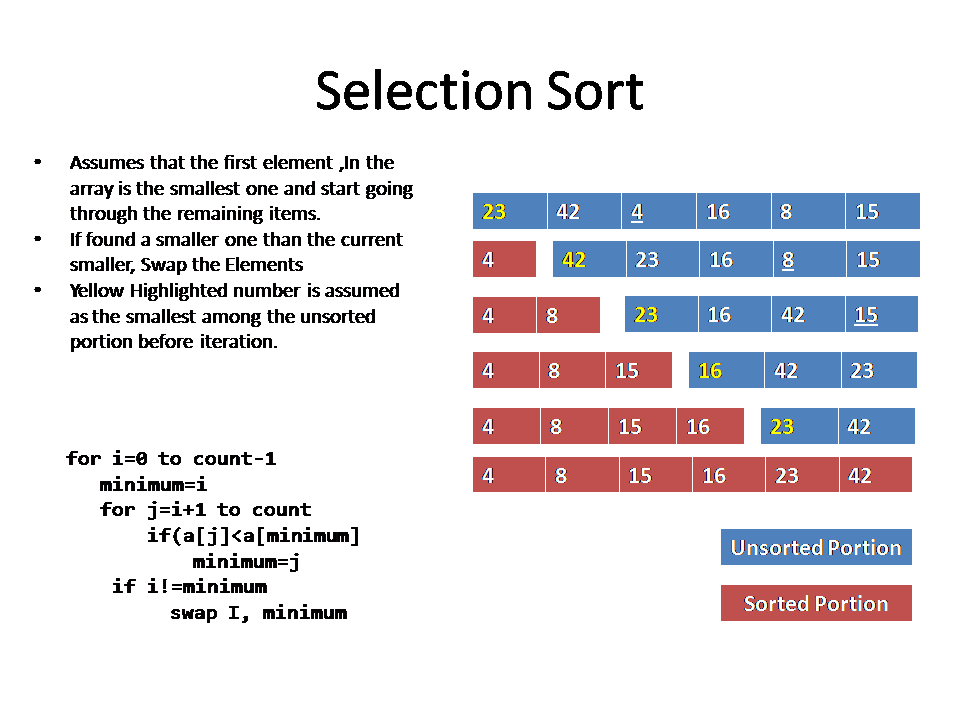 Selection Sort
• Assumes that the first element ,In the
array is the smallest one and start going
through the remaining items.
• If found a smaller one than the current
smaller, Swap the Elements
• Yellow Highlighted number is assumed
as the smallest among the unsorted
portion before iteration.
for i=0 to count-1
minimum=i
for j=i+1 to count
if(a[j]<a[minimum]
minimum=j
if i!=minimum
swap I, minimum
23 42 4 16 8 15
4 42 23 16 8 15
4 8 23 16 42 15
4 8 15 16 42 23
4 8 15 16 23 42
4 8 15 16 23 42
Unsorted Portion
Sorted Portion